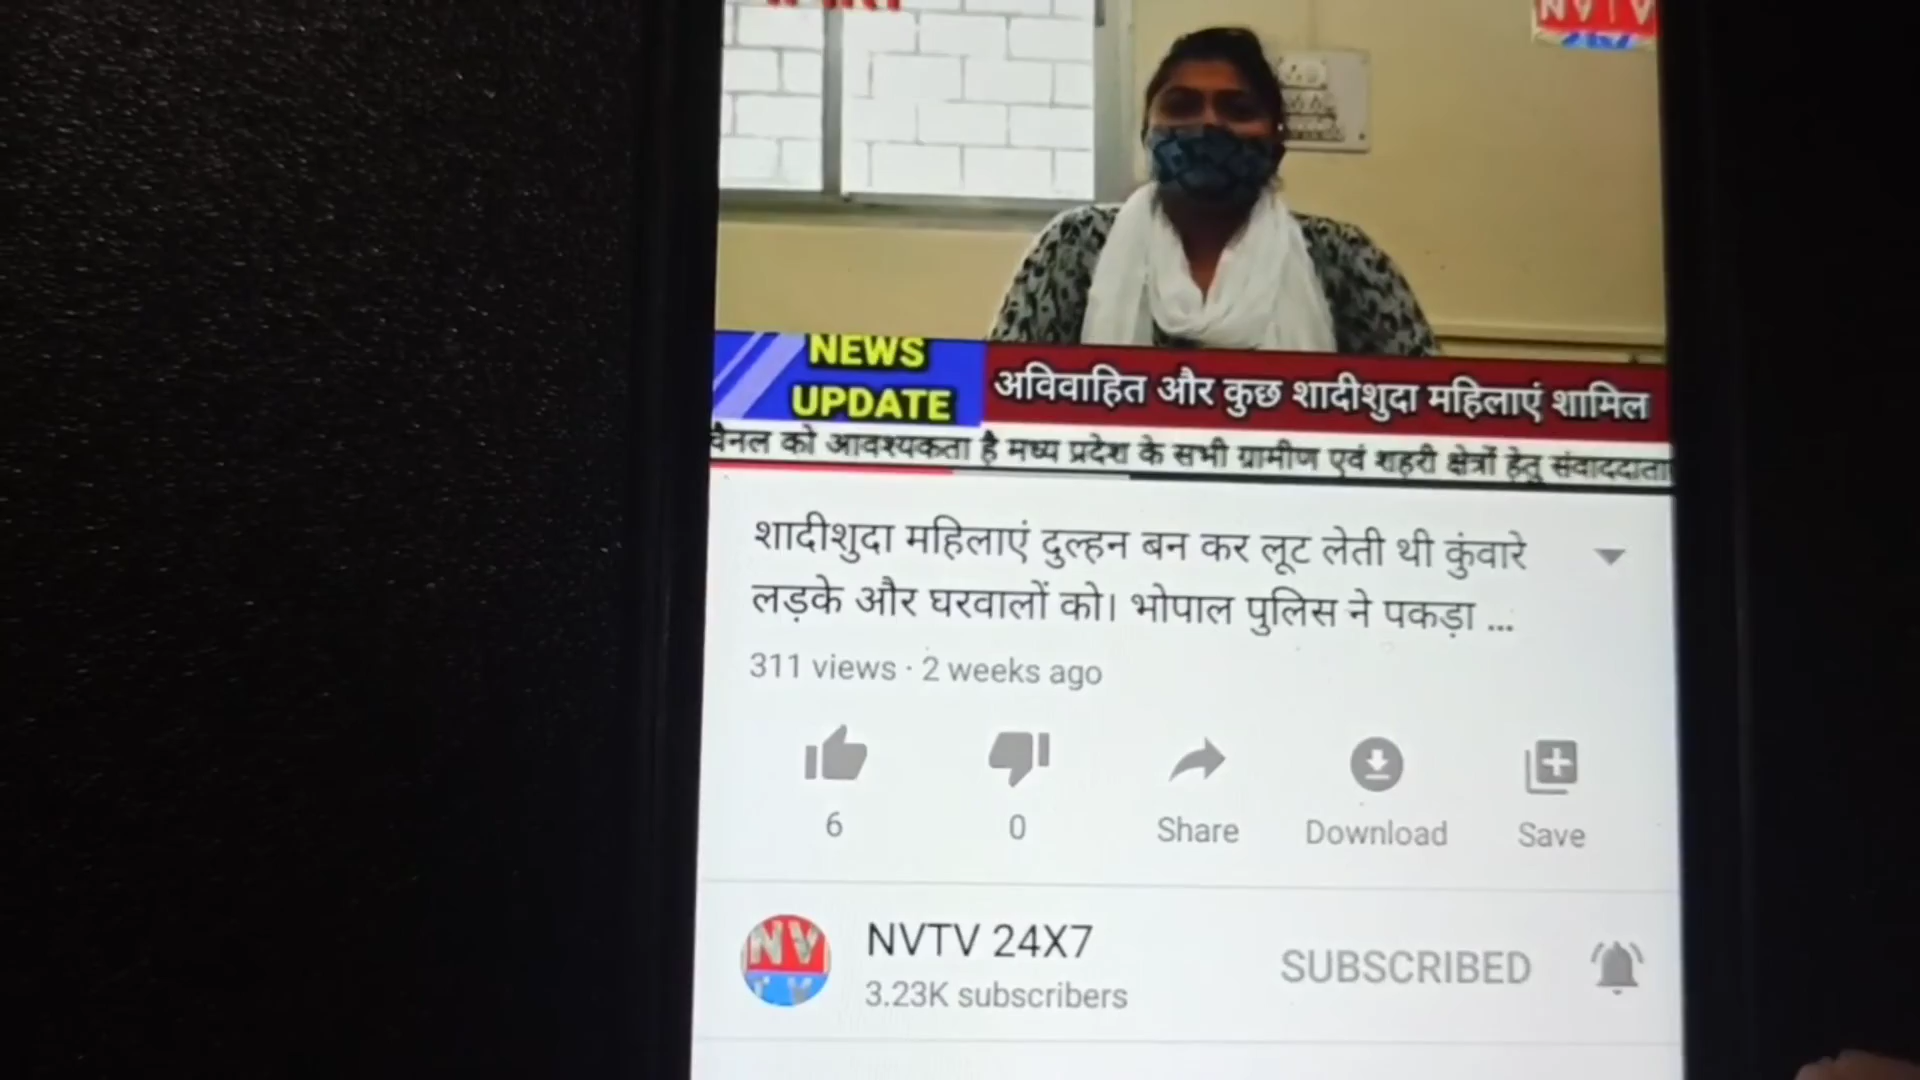 NVTV
NEWS
UPDATE
अविवाहित और कुछ शादीशुदा महिलाएं शामिल
चैनल को आवश्यकता है मध्य प्रदेश के सभी ग्रामीण एवं शहरी क्षेत्रों हेतु संवाददाता
शादीशुदा महिलाएं दुल्हन बन कर लूट लेती थी कुंवारे
लड़के और घरवालों को। भोपाल पुलिस ने पकड़ा ...
311 views · 2 weeks ago
6
0
Share
Download
Save
NV
TV
NVTV 24X7
3.23K subscribers
SUBSCRIBED